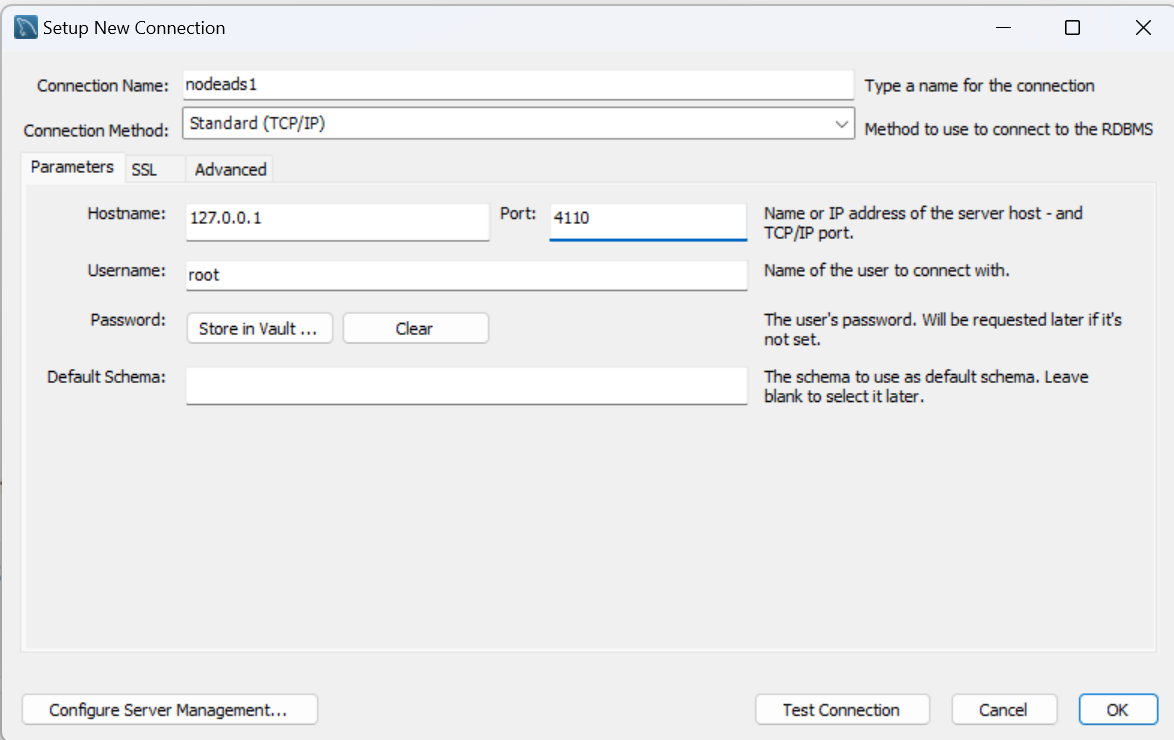 Setup New Connection
Connection Name: nodeads1 Type a name for the connection
Connection Method: Standard (TCP/IP) Method to use to connect to the RDBMS
Parameters SSL Advanced
Hostname: 127.0.0.1 Port: 4110 Name or IP address of the server host - and
TCP/IP port.
Username: root Name of the user to connect with.
Password: Store in Vault ... Clear The user's password. Will be requested later if it's
not set.
Default Schema: The schema to use as default schema. Leave
blank to select it later.
Configure Server Management... Test Connection Cancel OK